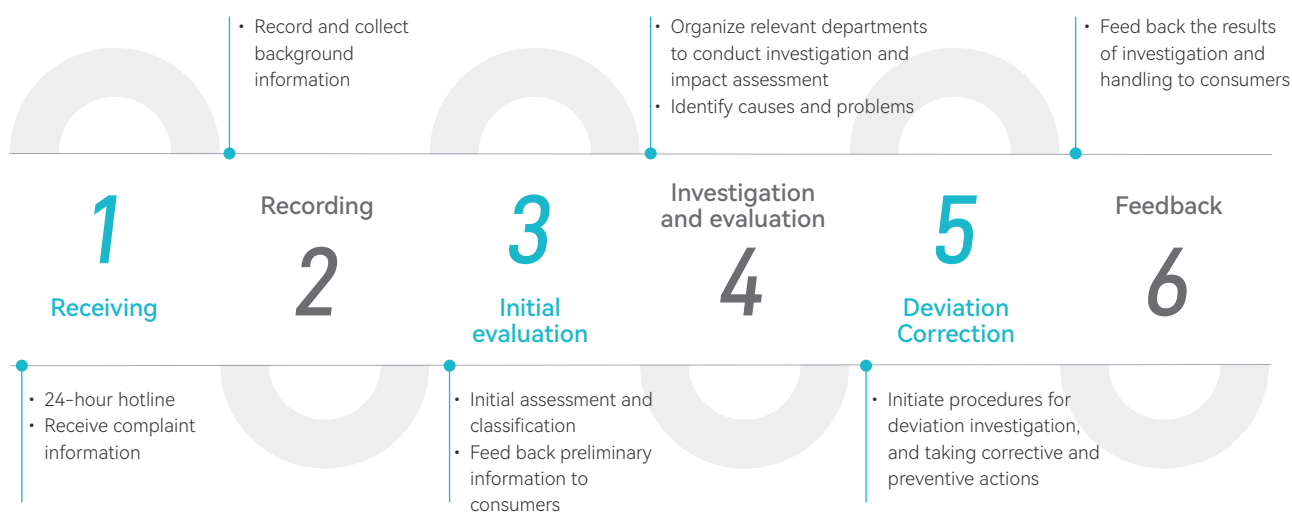 1
Receiving
• 24-hour hotline
• Receive complaint
information
• Record and collect
background
information
Recording
2
3
Initial
evaluation
• Initial assessment and
classification
• Feed back preliminary
information to
consumers
• Organize relevant departments
to conduct investigation and
impact assessment
• Identify causes and problems
Investigation
and evaluation
4
5
Deviation
Correction
• Initiate procedures for
deviation investigation,
and taking corrective and
preventive actions
• Feed back the results
of investigation and
handling to consumers
Feedback
6